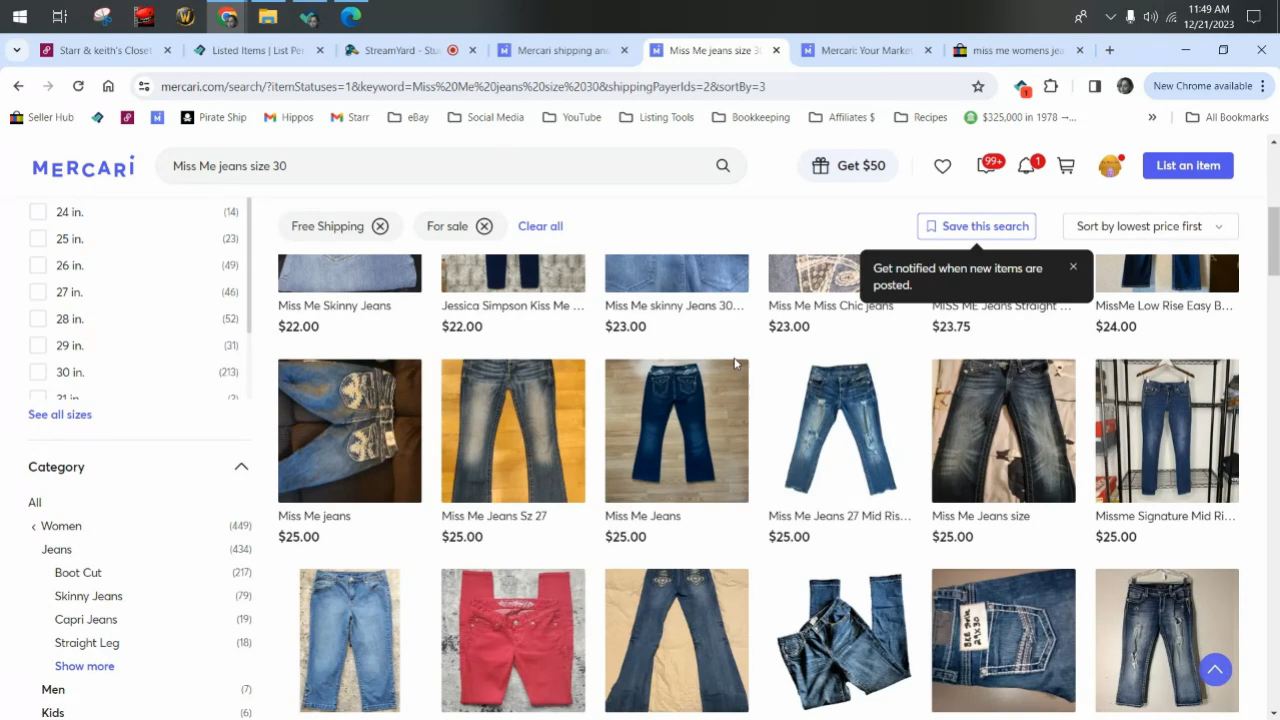 11:49 AM
12/21/2023
Starr & keith's Closet
Listed Items | List Per
StreamYard - Stu
Mercari shipping and
Miss Me jeans size 30
Mercari: Your Market
miss me womens jea
mercari.com/search/?itemStatuses=1&keyword=Miss%20Me%20jeans%20size%2030&shippingPayerIds=2&sortBy=3
New Chrome available
Seller Hub
Pirate Ship
Hippos
Starr
eBay
Social Media
YouTube
Listing Tools
Bookkeeping
Affiliates $
Recipes
$325,000 in 1978 →...
All Bookmarks
MERCARI
Miss Me jeans size 30
Get $50
99+
1
List an item
24 in. (14)
25 in. (23)
26 in. (49)
27 in. (46)
28 in. (52)
29 in. (31)
30 in. (213)
See all sizes
Category
All
Women (449)
Jeans (434)
Boot Cut (217)
Skinny Jeans (79)
Capri Jeans (19)
Straight Leg (18)
Show more
Men (7)
Kids (6)
Free Shipping
For sale
Clear all
Save this search
Sort by lowest price first
Get notified when new items are
posted.
Miss Me Skinny Jeans
$22.00
Jessica Simpson Kiss Me ...
$22.00
Miss Me skinny Jeans 30...
$23.00
Miss Me Miss Chic jeans
$23.00
MISS ME Jeans Straight ...
$23.75
MissMe Low Rise Easy B...
$24.00
Miss Me jeans
$25.00
Miss Me Jeans Sz 27
$25.00
Miss Me Jeans
$25.00
Miss Me Jeans 27 Mid Ris...
$25.00
Miss Me Jeans size
$25.00
Missme Signature Mid Ri...
$25.00